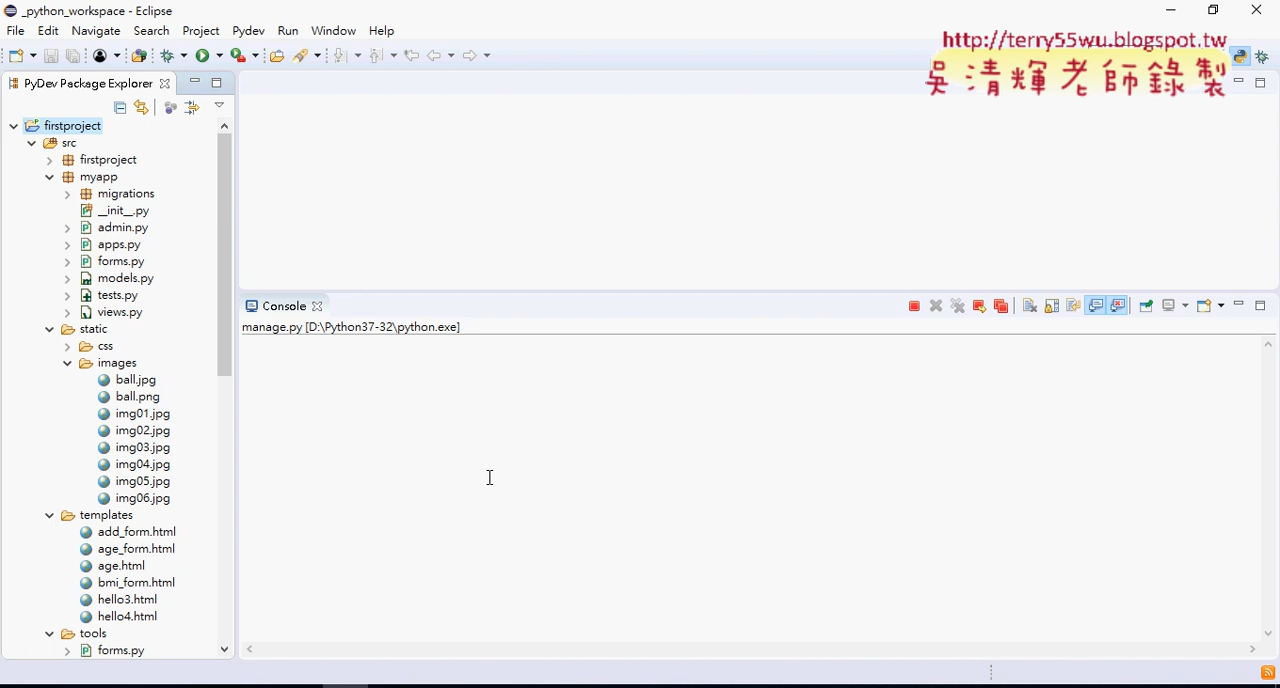 _python_workspace - Eclipse
File Edit Navigate Search Project Pydev Run Window Help
http://terry55wu.blogspot.tw
吳清輝老師錄製
PyDev Package Explorer
firstproject
src
firstproject
myapp
migrations
__init__.py
admin.py
apps.py
forms.py
models.py
tests.py
views.py
static
css
images
ball.jpg
ball.png
img01.jpg
img02.jpg
img03.jpg
img04.jpg
img05.jpg
img06.jpg
templates
add_form.html
age_form.html
age.html
bmi_form.html
hello3.html
hello4.html
tools
forms.py
Console
manage.py [D:\Python37-32\python.exe]